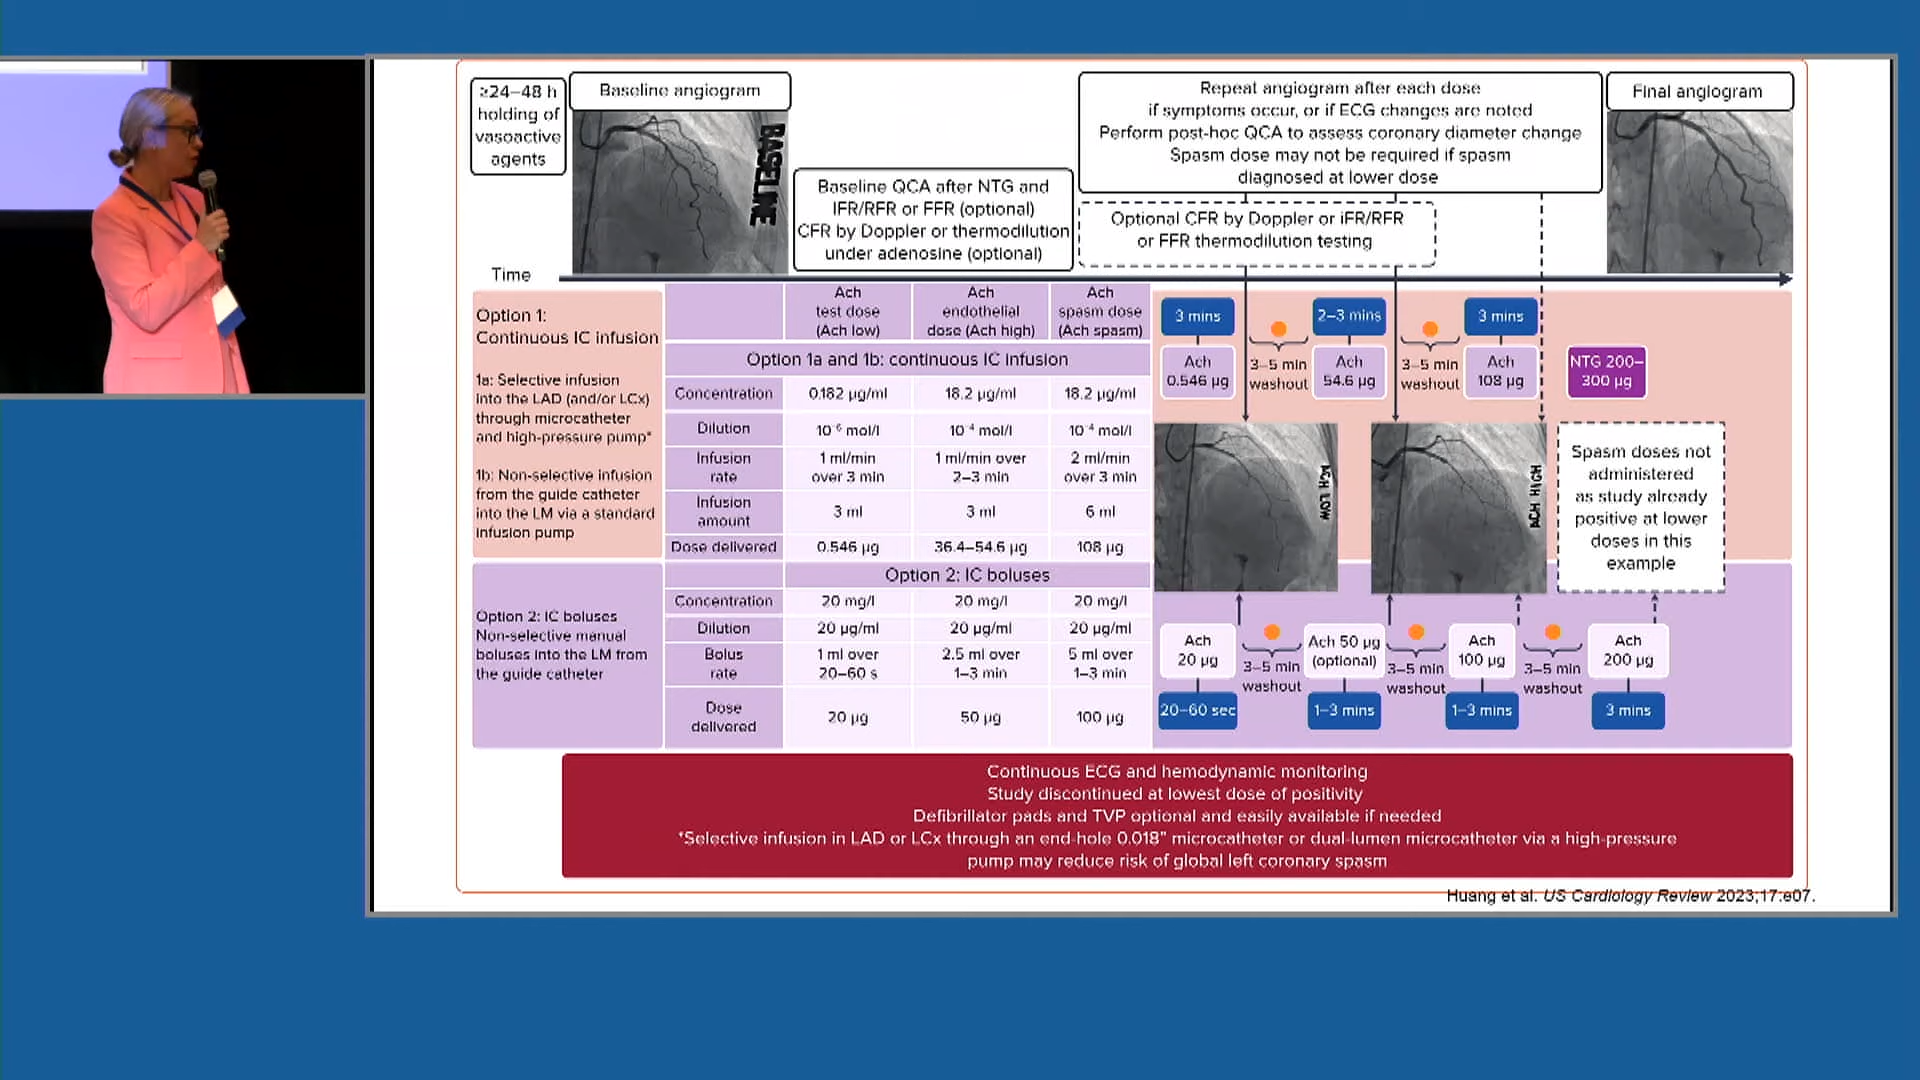 ≥24–48 h
holding of
vasoactive
agents
Baseline angiogram
BASELINE
Baseline QCA after NTG and
IFR/RFR or FFR (optional)
CFR by Doppler or thermodilution
under adenosine (optional)
Repeat angiogram after each dose
if symptoms occur, or if ECG changes are noted
Perform post-hoc QCA to assess coronary diameter change
Spasm dose may not be required if spasm
diagnosed at lower dose
Optional CFR by Doppler or iFR/RFR
or FFR thermodilution testing
Final angiogram
Time
Option 1:
Continuous IC infusion
1a: Selective infusion
into the LAD (and/or LCx)
through microcatheter
and high-pressure pump*
1b: Non-selective infusion
from the guide catheter
into the LM via a standard
infusion pump
Ach
test dose
(Ach low)
Ach
endothelial
dose (Ach high)
Ach
spasm dose
(Ach spasm)
Option 1a and 1b: continuous IC infusion
Concentration 0.182 µg/ml 18.2 µg/ml 18.2 µg/ml
Dilution 10⁻⁶ mol/l 10⁻⁴ mol/l 10⁻⁴ mol/l
Infusion
rate
1 ml/min
over 3 min
1 ml/min over
2–3 min
2 ml/min
over 3 min
Infusion
amount
3 ml 3 ml 6 ml
Dose delivered 0.546 µg 36.4–54.6 µg 108 µg
3 mins
Ach
0.546 µg
3–5 min
washout
2–3 mins
Ach
54.6 µg
3–5 min
washout
3 mins
Ach
108 µg
NTG 200–
300 µg
ACH LOW
ACH HIGH
Spasm doses not
administered
as study already
positive at lower
doses in this
example
Option 2: IC boluses
Non-selective manual
boluses into the LM from
the guide catheter
Option 2: IC boluses
Concentration 20 mg/l 20 mg/l 20 mg/l
Dilution 20 µg/ml 20 µg/ml 20 µg/ml
Bolus
rate
1 ml over
20–60 s
2.5 ml over
1–3 min
5 ml over
1–3 min
Dose
delivered
20 µg 50 µg 100 µg
Ach
20 µg
20–60 sec
3–5 min
washout
Ach 50 µg
(optional)
1–3 mins
3–5 min
washout
Ach
100 µg
1–3 mins
3–5 min
washout
Ach
200 µg
3 mins
Continuous ECG and hemodynamic monitoring
Study discontinued at lowest dose of positivity
Defibrillator pads and TVP optional and easily available if needed
*Selective infusion in LAD or LCx through an end-hole 0.018" microcatheter or dual-lumen microcatheter via a high-pressure
pump may reduce risk of global left coronary spasm
Huang et al. US Cardiology Review 2023;17:e07.